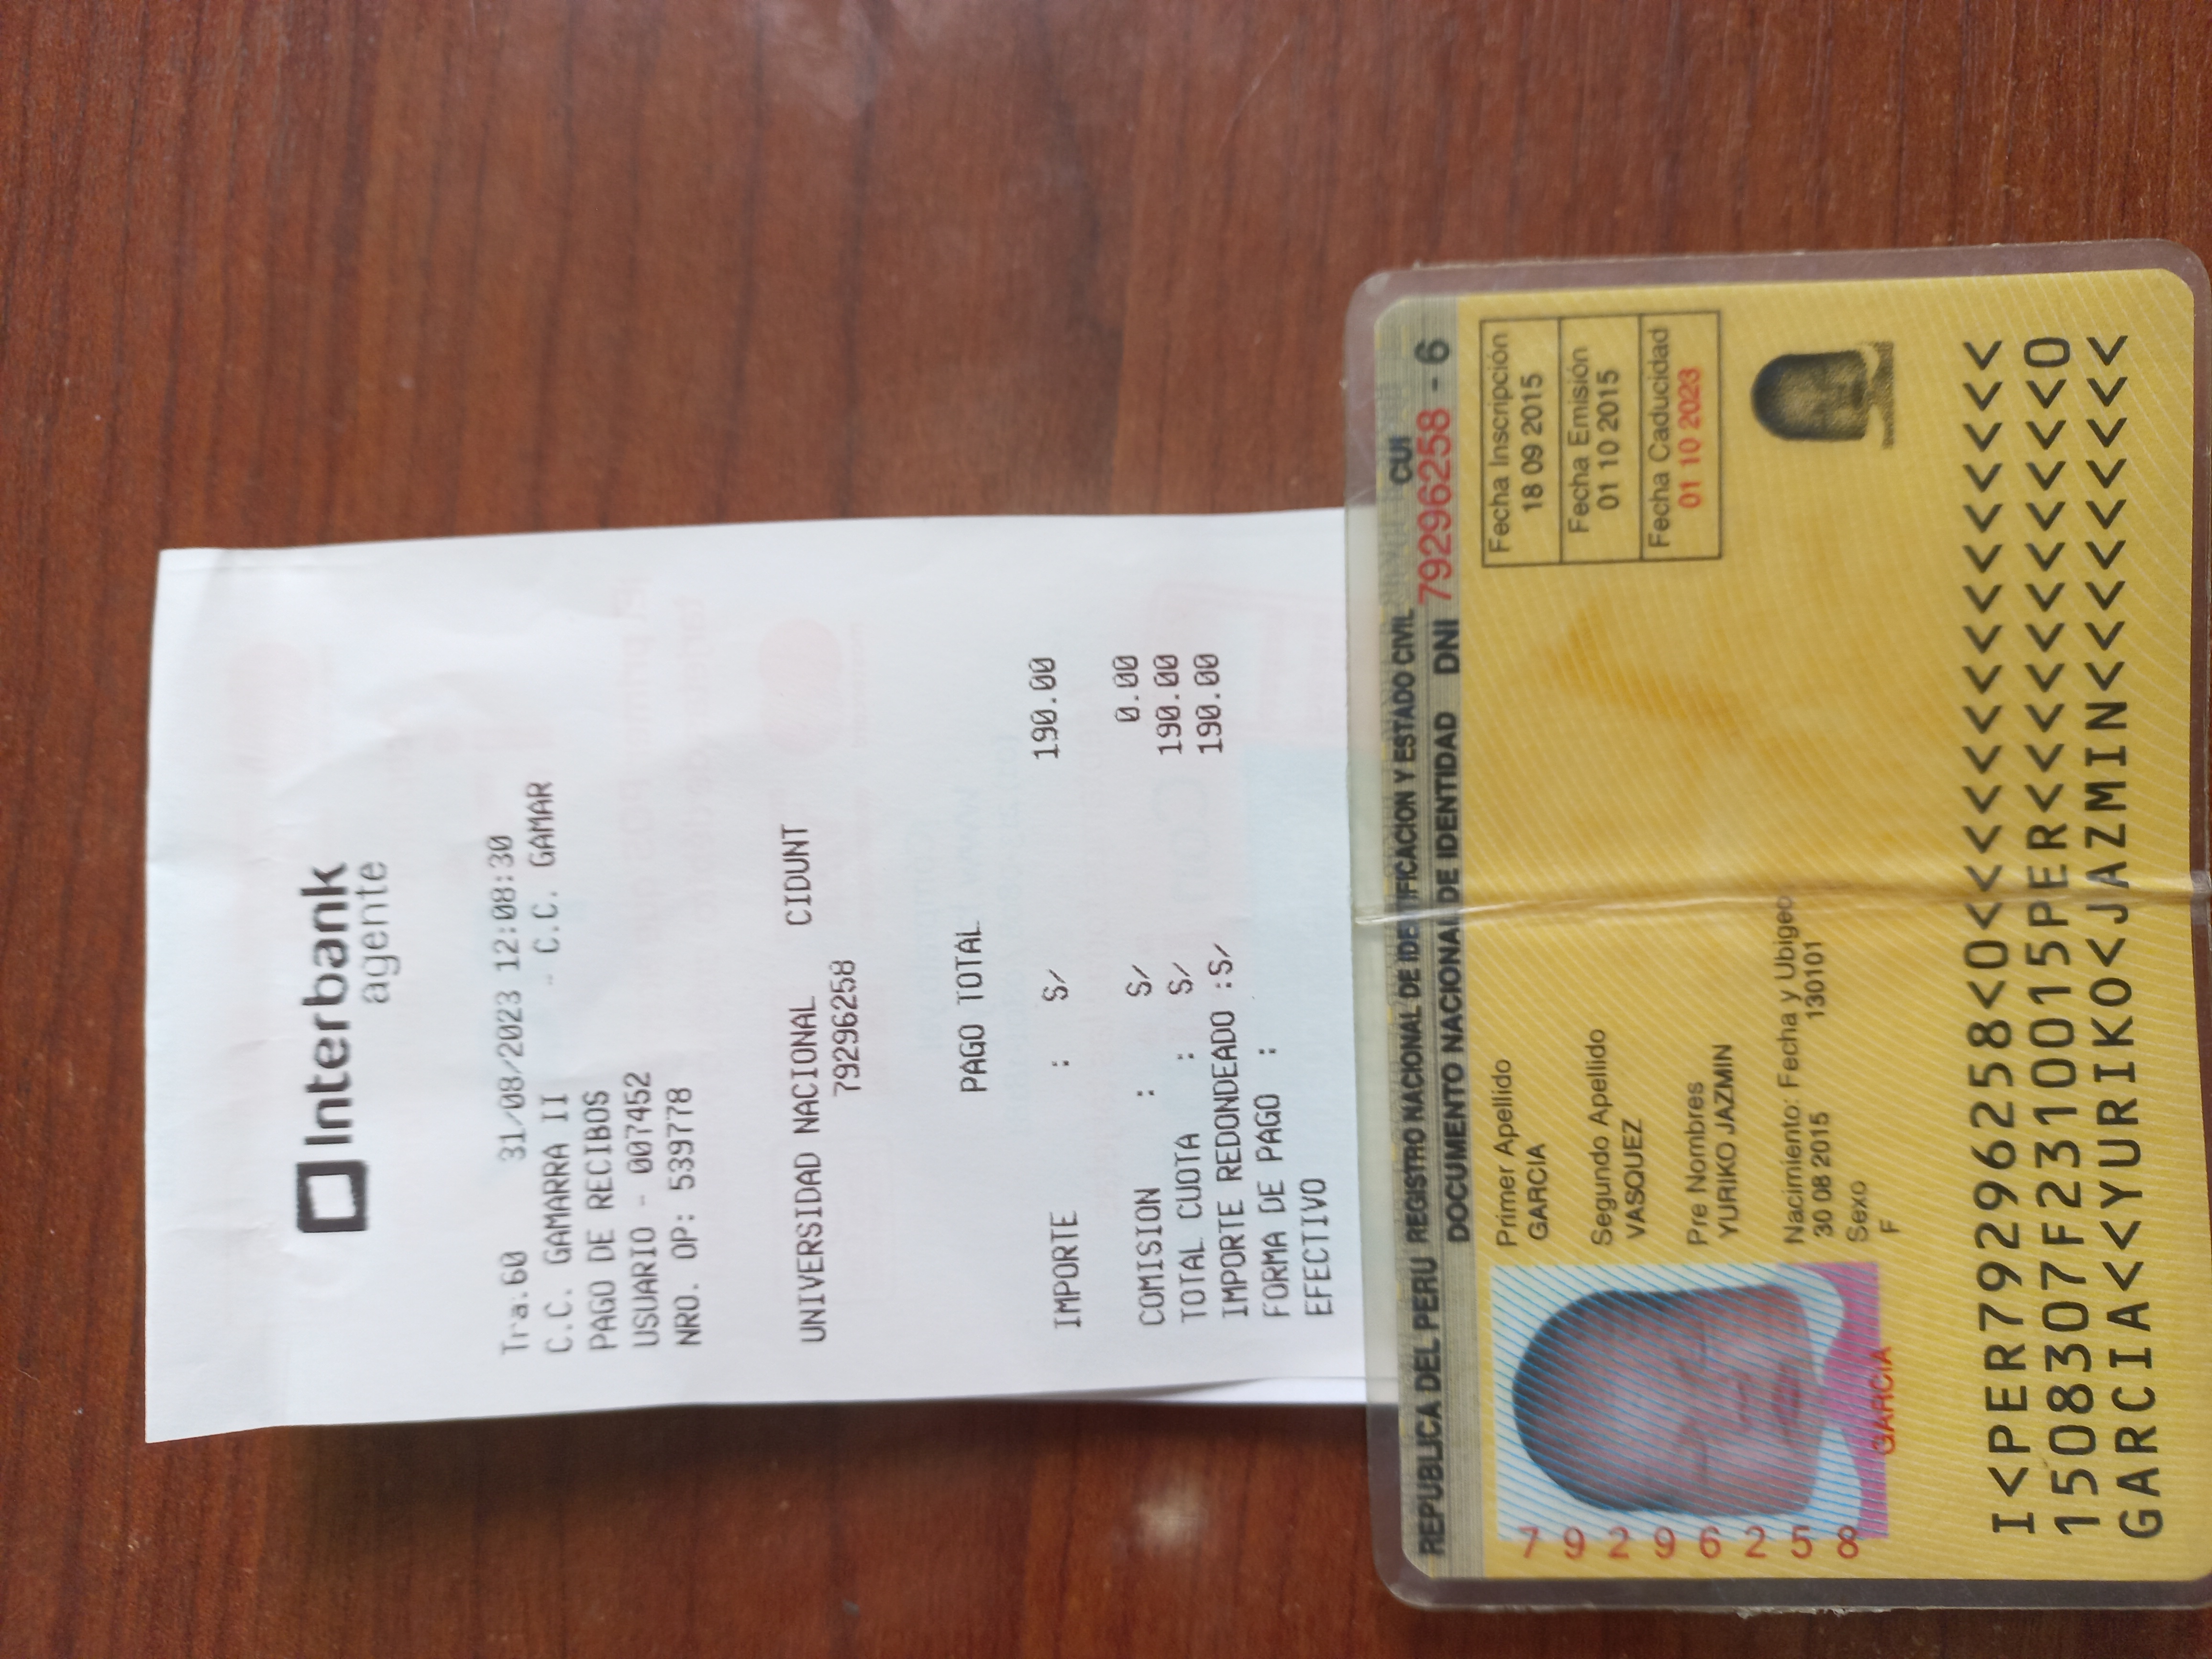 Interbank
agente
Tra:60 31/08/2023 12:08:30
C.C. GAMARRA II - C.C. GAMAR
PAGO DE RECIBOS
USUARIO - 007452
NRO. OP: 539778
UNIVERSIDAD NACIONAL CIDUNT
79296258
PAGO TOTAL
IMPORTE : S/ 190.00
COMISION : S/ 0.00
TOTAL CUOTA : S/ 190.00
IMPORTE REDONDEADO :S/ 190.00
FORMA DE PAGO :
EFECTIVO
REPUBLICA DEL PERU REGISTRO NACIONAL DE IDENTIFICACION Y ESTADO CIVIL CUI
DOCUMENTO NACIONAL DE IDENTIDAD DNI 79296258 - 6
Primer Apellido
GARCIA
Segundo Apellido
VASQUEZ
Pre Nombres
YURIKO JAZMIN
Nacimiento: Fecha y Ubigeo
30 08 2015 130101
Sexo
F
Fecha Inscripción
18 09 2015
Fecha Emisión
01 10 2015
Fecha Caducidad
01 10 2023
79296258
GARCIA
I<PER79296258<0<<<<<<<<<<<<<<<
1508307F2310015PER<<<<<<<<<<<0
GARCIA<<YURIKO<JAZMIN<<<<<<<<<